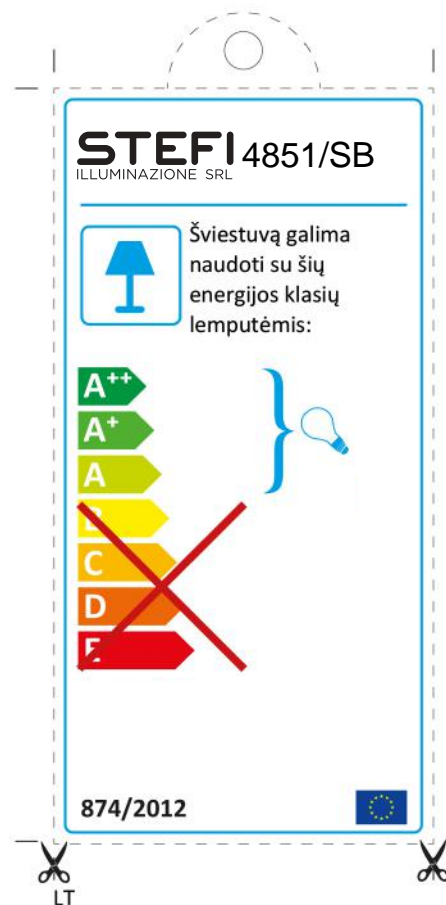 STEFI 4851/SB
ILLUMINAZIONE SRL
Šviestuvą galima
naudoti su šių
energijos klasių
lemputėmis:
A++
A+
A
B
C
D
E
874/2012
LT